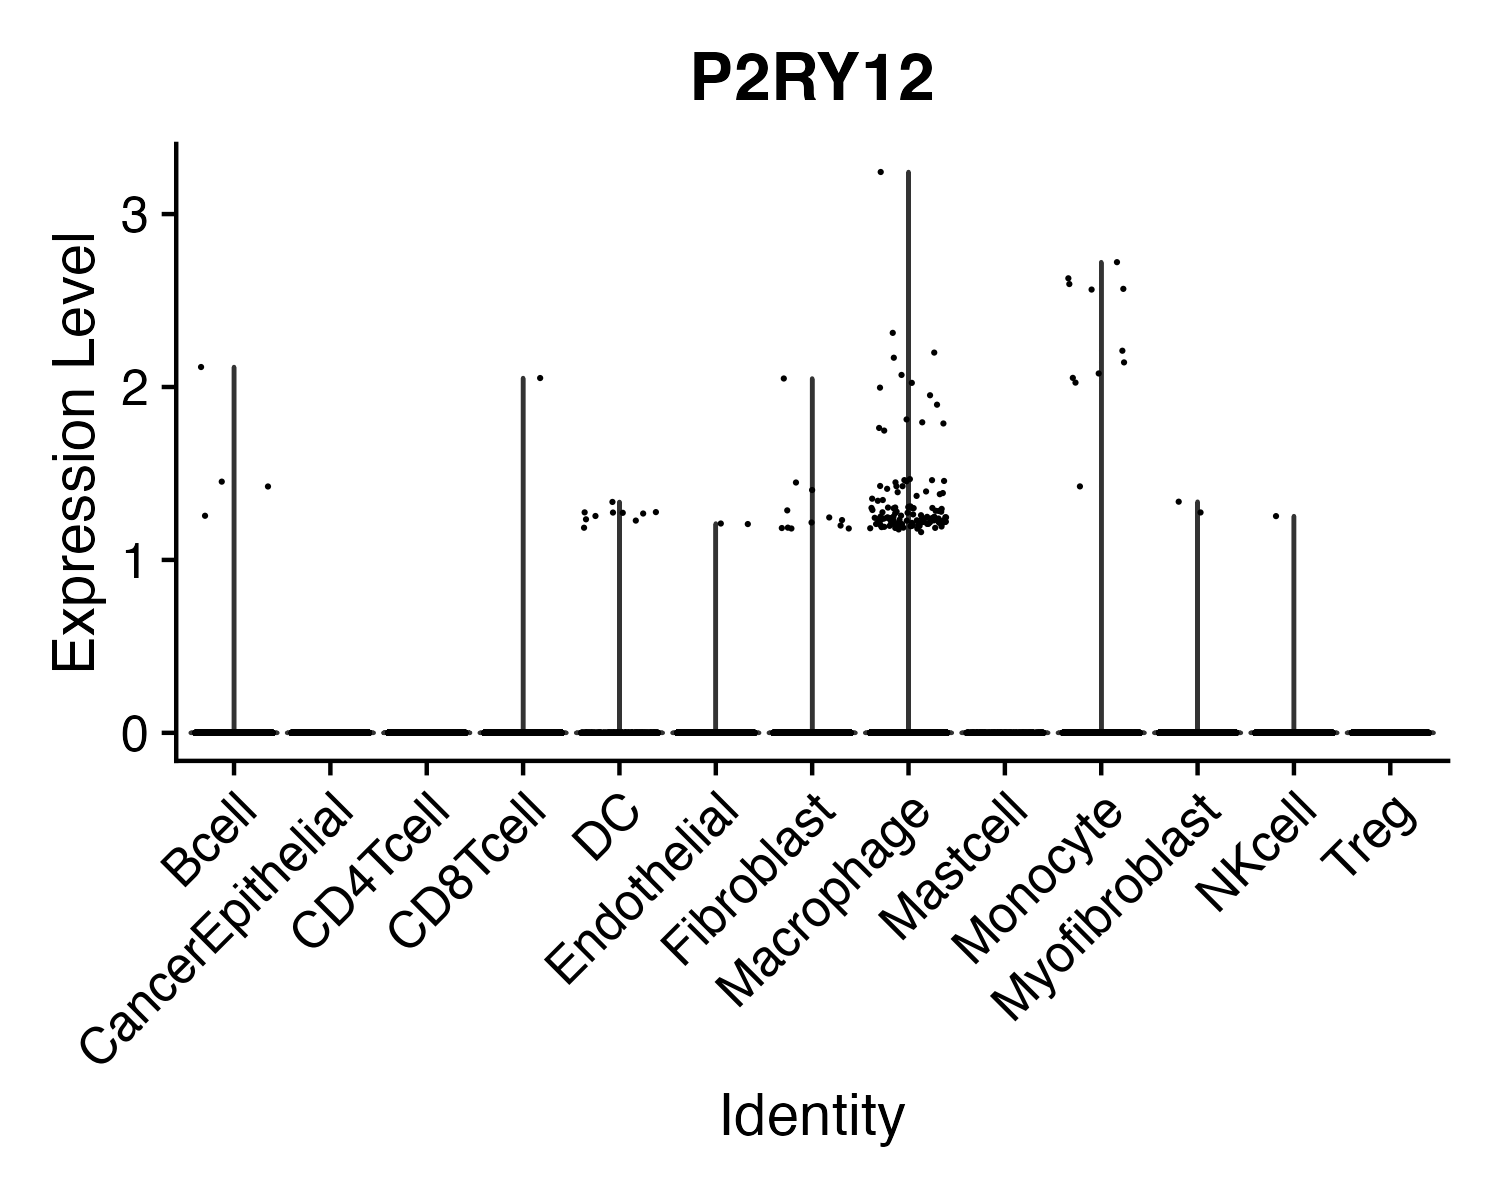 P2RY12
Expression Level
3
2
1
0
Bcell
CancerEpithelial
CD4Tcell
CD8Tcell
DC
Endothelial
Fibroblast
Macrophage
Mastcell
Monocyte
Myofibroblast
NKcell
Treg
Identity